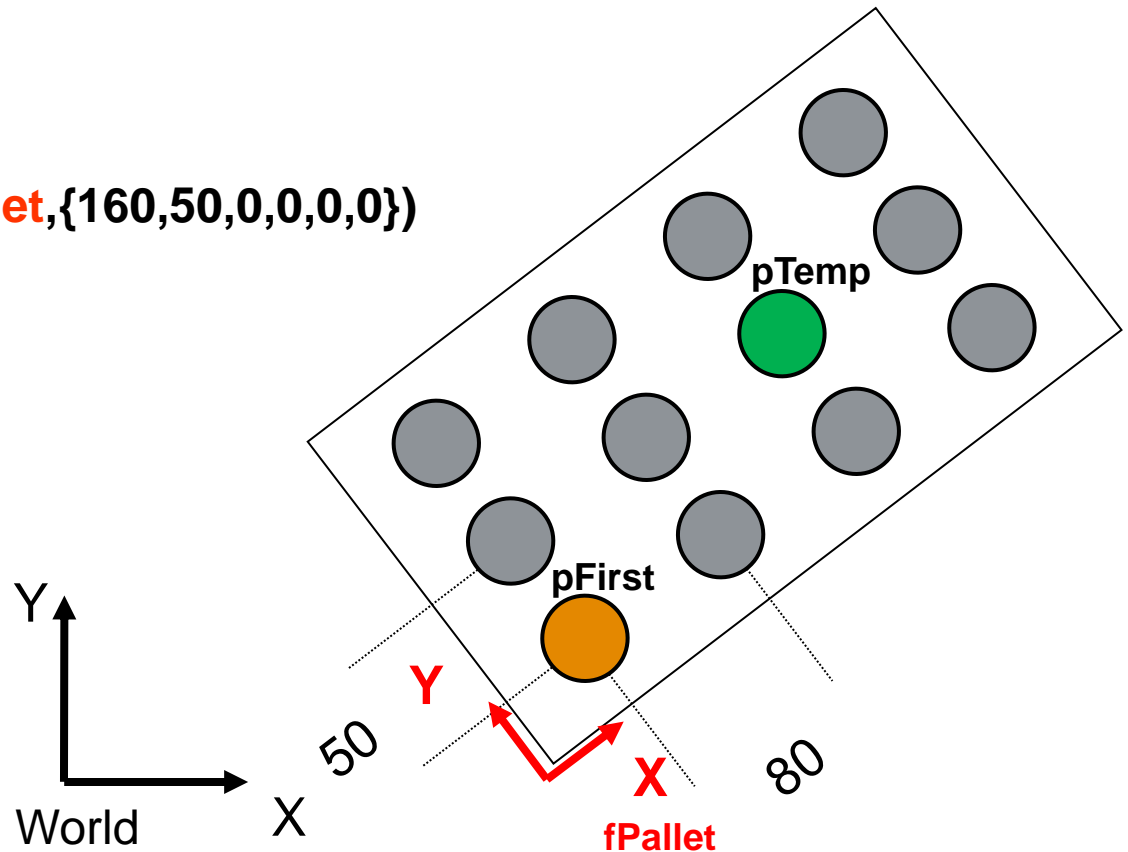 et,{160,50,0,0,0,0})
pTemp
pFirst
Y
Y
50
80
X
X
World
fPallet